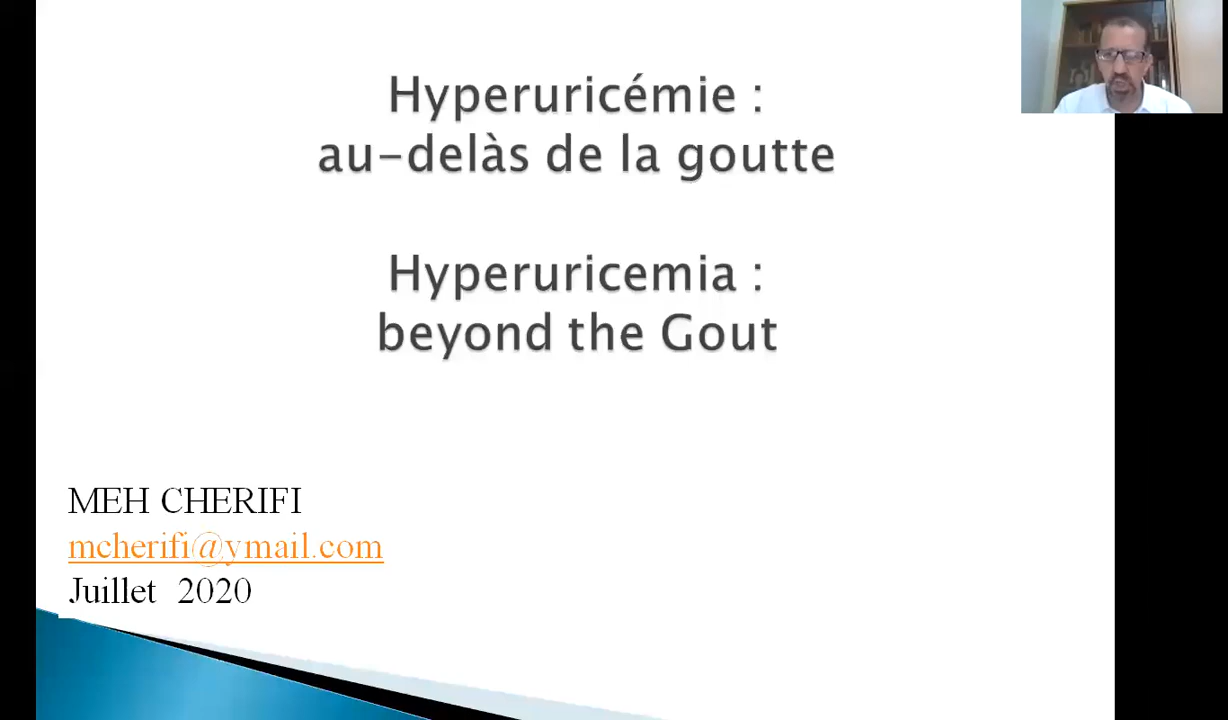 Hyperuricémie :
au-delàs de la goutte
Hyperuricemia :
beyond the Gout
MEH CHERIFI
mcherifi@ymail.com
Juillet 2020